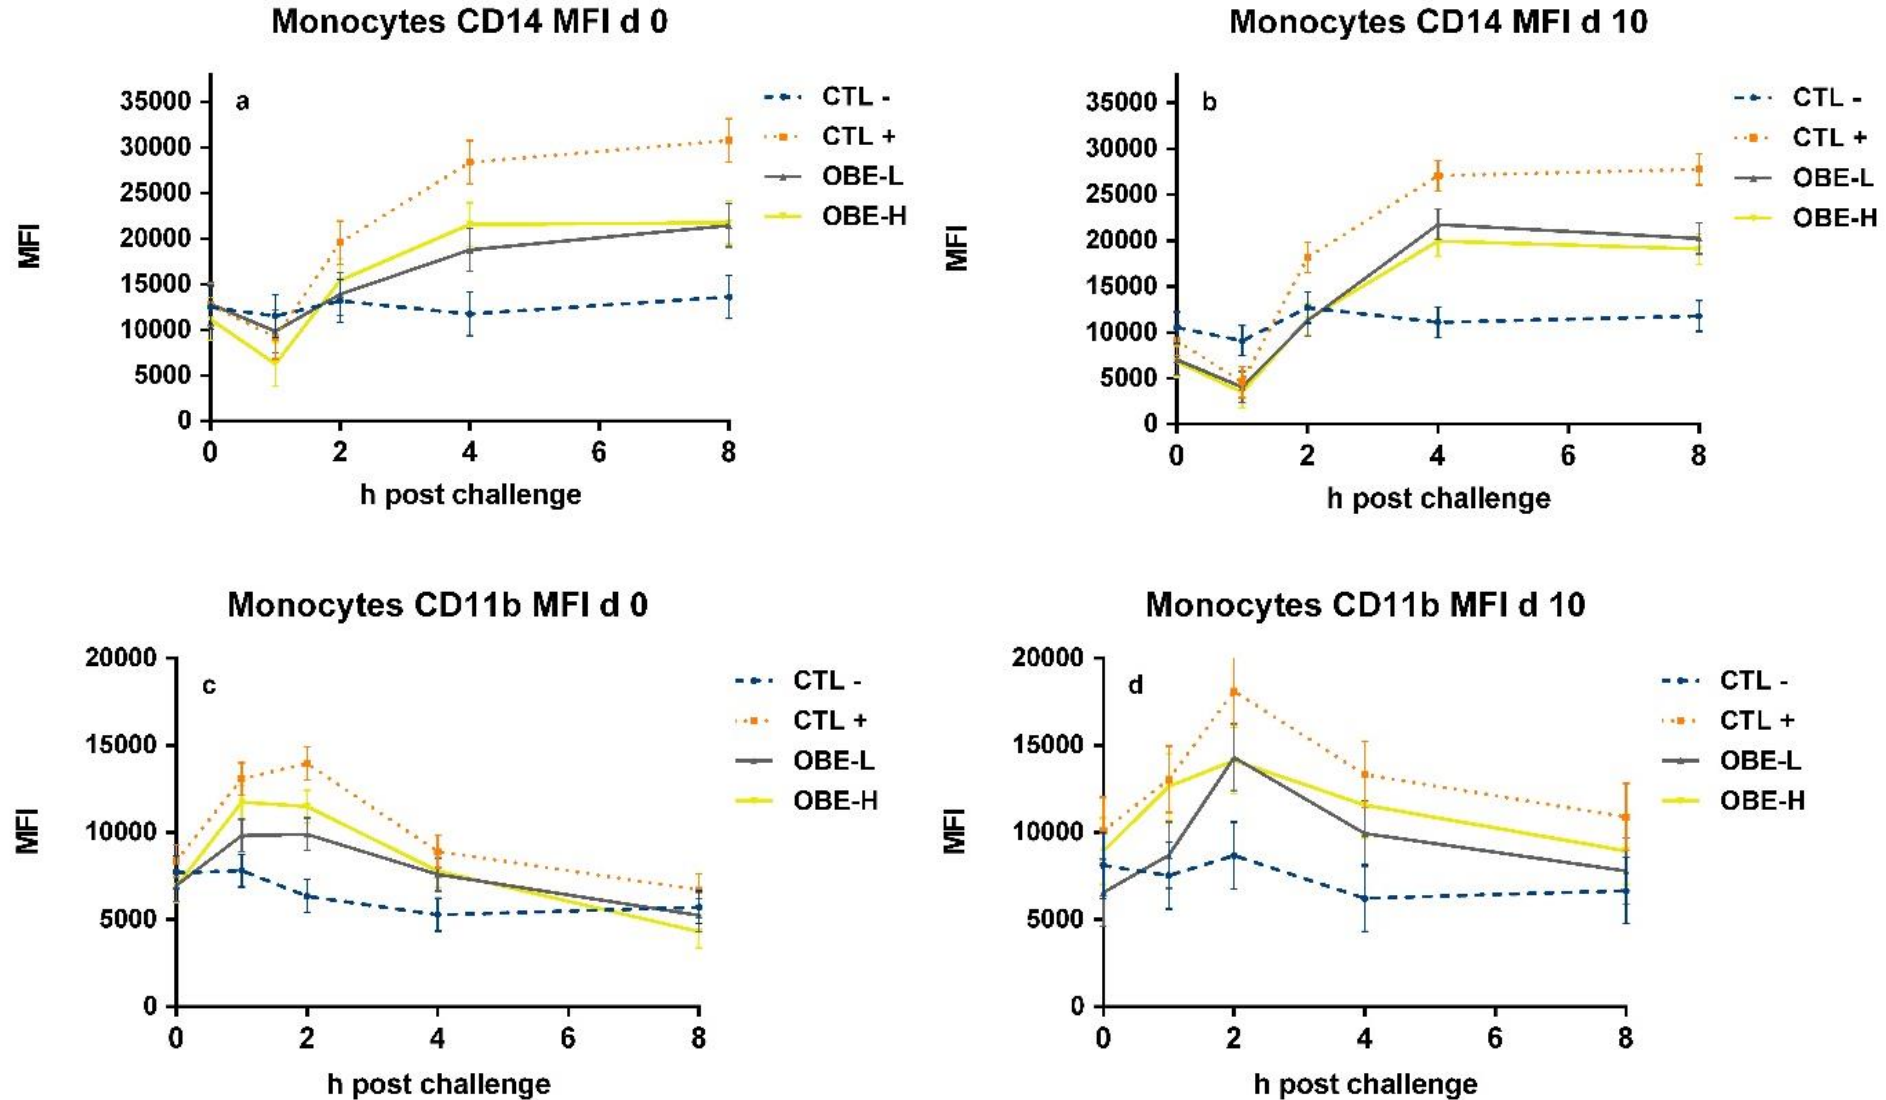 Monocytes CD14 MFI d 0
35000
30000
25000
20000
15000
10000
5000
0
MFI
a
0 2 4 6 8
h post challenge
CTL -
CTL +
OBE-L
OBE-H
Monocytes CD14 MFI d 10
35000
30000
25000
20000
15000
10000
5000
0
MFI
b
0 2 4 6 8
h post challenge
CTL -
CTL +
OBE-L
OBE-H
Monocytes CD11b MFI d 0
20000
15000
10000
5000
0
MFI
c
0 2 4 6 8
h post challenge
CTL -
CTL +
OBE-L
OBE-H
Monocytes CD11b MFI d 10
20000
15000
10000
5000
0
MFI
d
0 2 4 6 8
h post challenge
CTL -
CTL +
OBE-L
OBE-H